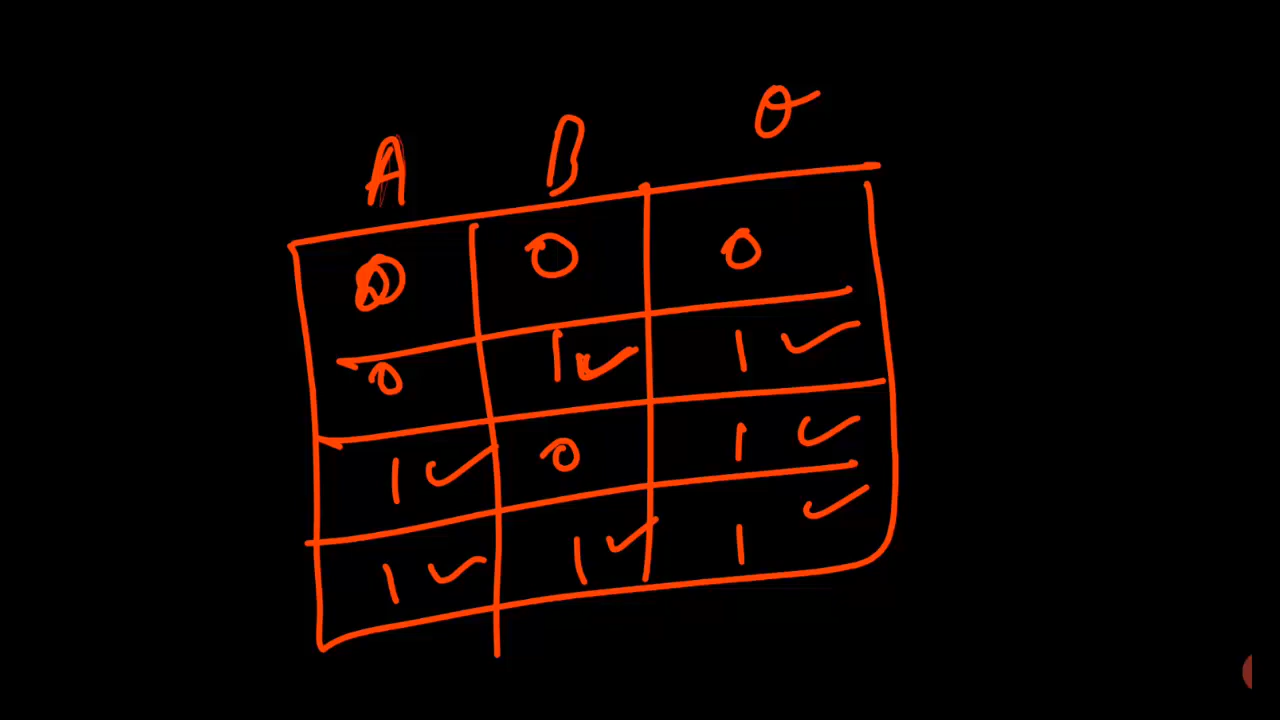 A B O
0 0 0
0 1 ✓ 1 ✓
1 ✓ 0 1 ✓
1 ✓ 1 ✓ 1 ✓